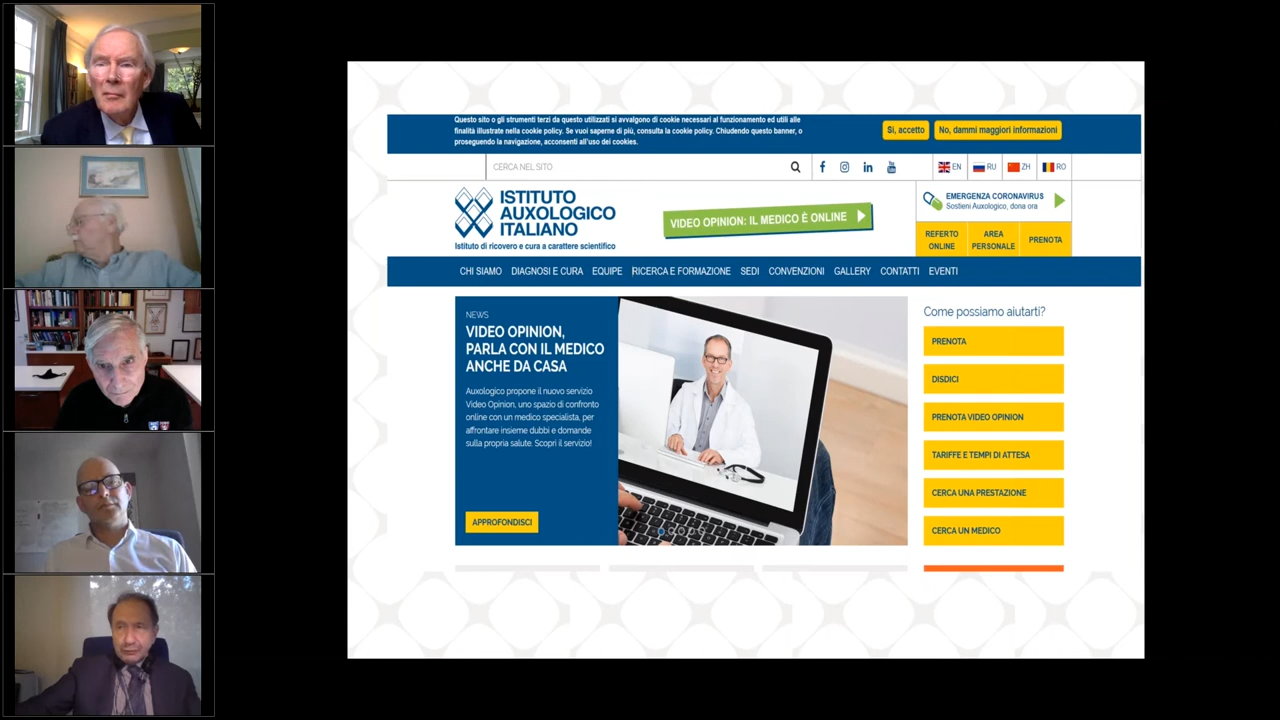 Questo sito o gli strumenti terzi da questo utilizzati si avvalgono di cookie necessari al funzionamento ed utili alle
finalità illustrate nella cookie policy. Se vuoi saperne di più, consulta la cookie policy. Chiudendo questo banner, o
proseguendo la navigazione, acconsenti all'uso dei cookies.
Si, accetto
No, dammi maggiori informazioni
CERCA NEL SITO
EN
RU
ZH
RO
ISTITUTO
AUXOLOGICO
ITALIANO
Istituto di ricovero e cura a carattere scientifico
VIDEO OPINION: IL MEDICO È ONLINE
EMERGENZA CORONAVIRUS
Sostieni Auxologico, dona ora
REFERTO
ONLINE
AREA
PERSONALE
PRENOTA
CHI SIAMO DIAGNOSI E CURA EQUIPE RICERCA E FORMAZIONE SEDI CONVENZIONI GALLERY CONTATTI EVENTI
NEWS
VIDEO OPINION,
PARLA CON IL MEDICO
ANCHE DA CASA
Auxologico propone il nuovo servizio
Video Opinion, uno spazio di confronto
online con un medico specialista, per
affrontare insieme dubbi e domande
sulla propria salute. Scopri il servizio!
APPROFONDISCI
Come possiamo aiutarti?
PRENOTA
DISDICI
PRENOTA VIDEO OPINION
TARIFFE E TEMPI DI ATTESA
CERCA UNA PRESTAZIONE
CERCA UN MEDICO